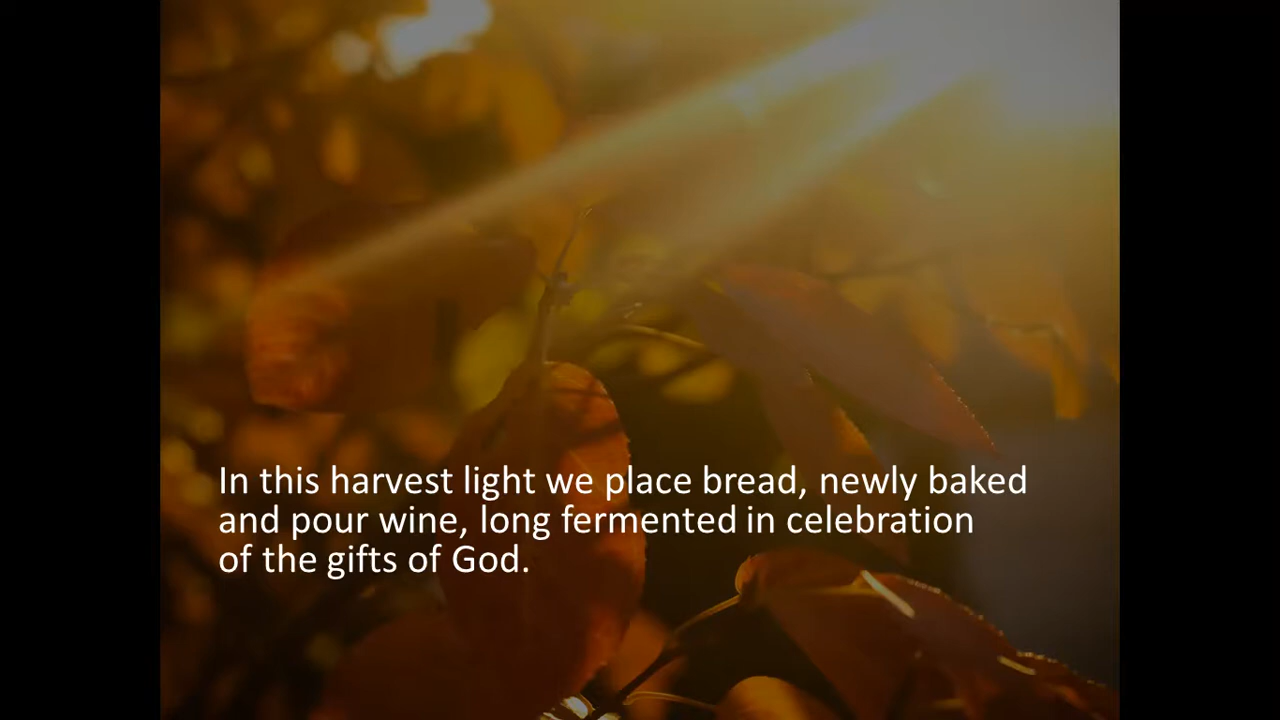 In this harvest light we place bread, newly baked
and pour wine, long fermented in celebration
of the gifts of God.